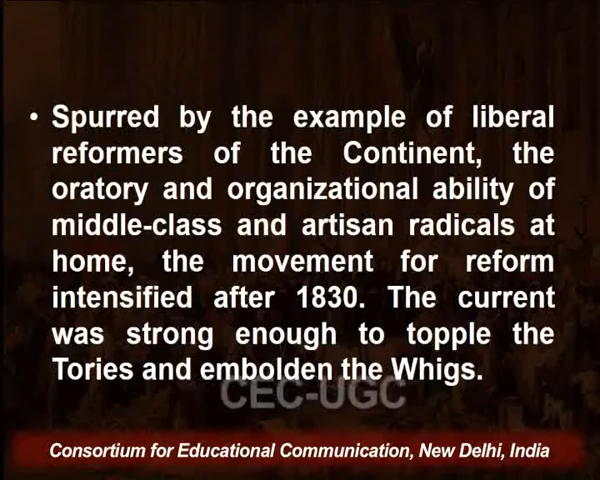 • Spurred by the example of liberal
reformers of the Continent, the
oratory and organizational ability of
middle-class and artisan radicals at
home, the movement for reform
intensified after 1830. The current
was strong enough to topple the
Tories and embolden the Whigs.
CEC-UGC
Consortium for Educational Communication, New Delhi, India